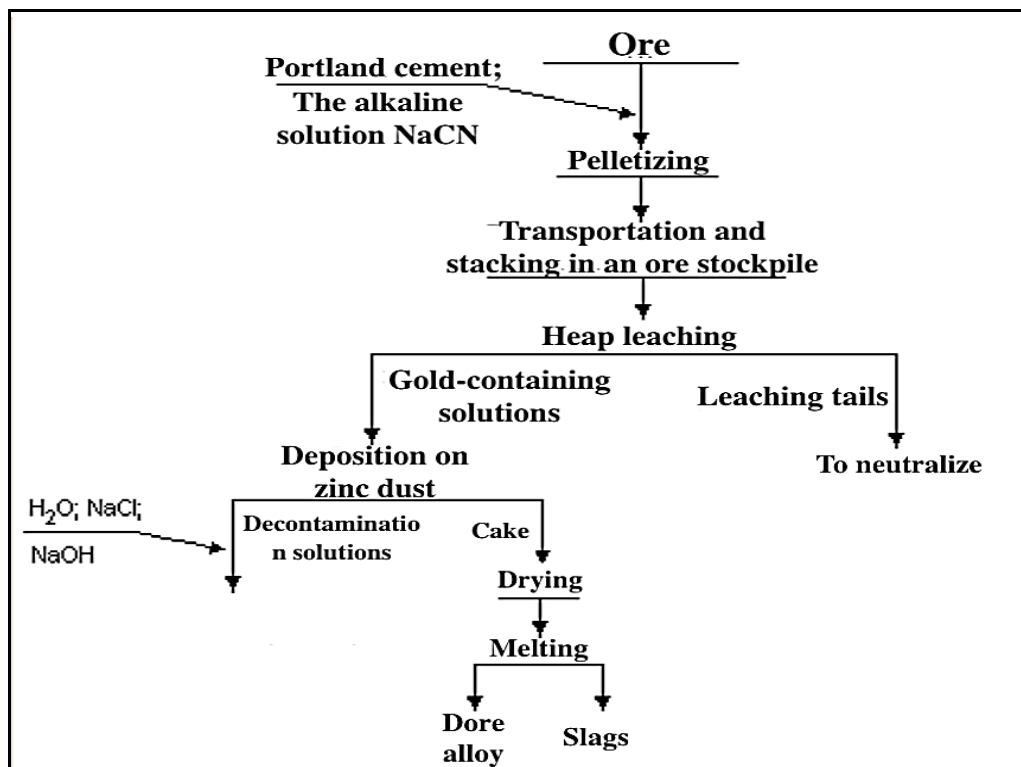 Ore
Portland cement;
The alkaline
solution NaCN
Pelletizing
Transportation and
stacking in an ore stockpile
Heap leaching
Gold-containing
solutions
Leaching tails
Deposition on
zinc dust
To neutralize
H₂O; NaCl;
NaOH
Decontaminatio
n solutions
Cake
Drying
Melting
Dore
alloy
Slags